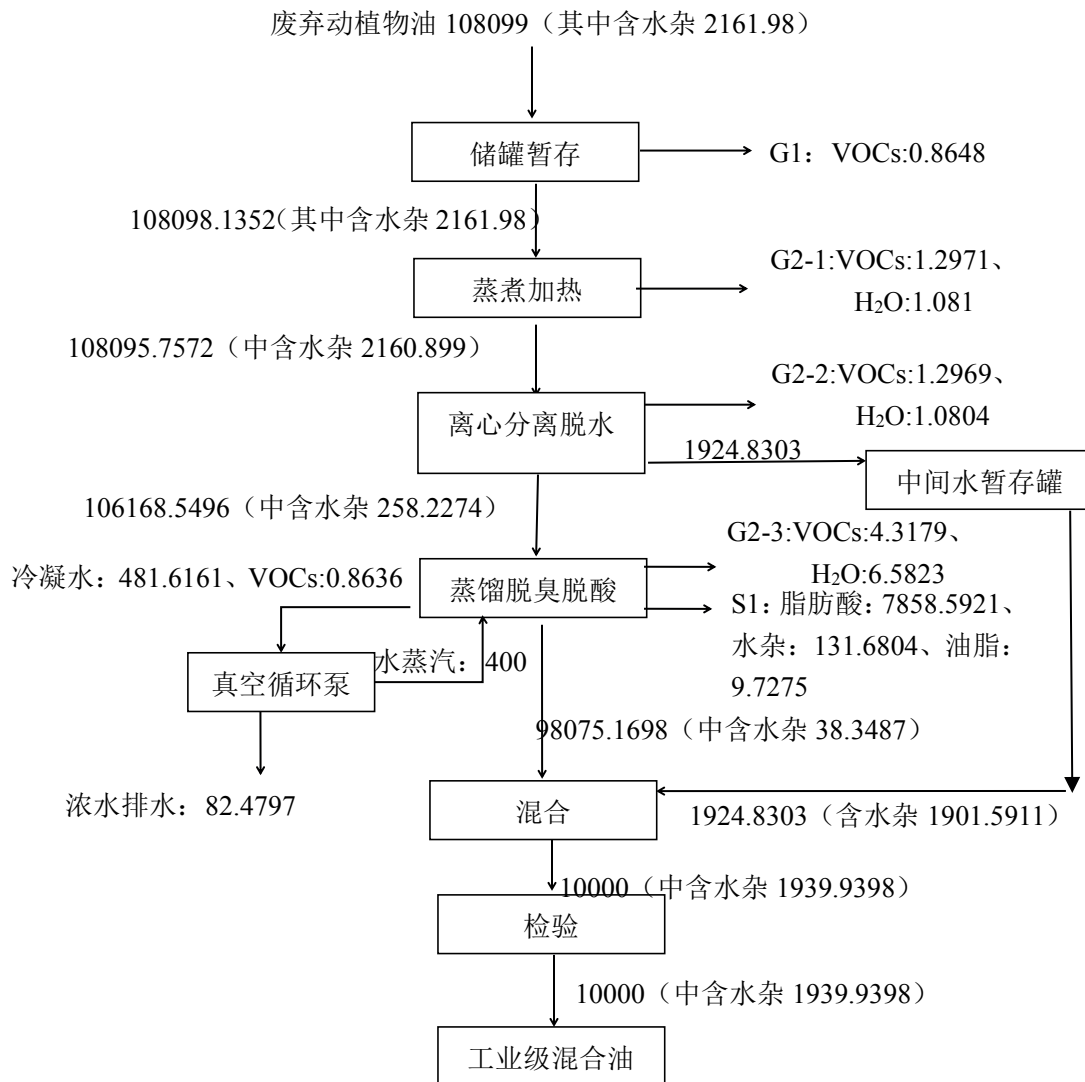 废弃动植物油 108099（其中含水杂 2161.98）
储罐暂存
G1：VOCs:0.8648
108098.1352（其中含水杂 2161.98）
G2-1:VOCs:1.2971、
H₂O:1.081
蒸煮加热
108095.7572（中含水杂 2160.899）
G2-2:VOCs:1.2969、
H₂O:1.0804
离心分离脱水
1924.8303
中间水暂存罐
106168.5496（中含水杂 258.2274）
G2-3:VOCs:4.3179、
H₂O:6.5823
冷凝水：481.6161、VOCs:0.8636
蒸馏脱臭脱酸
S1：脂肪酸：7858.5921、
水杂：131.6804、油脂：
9.7275
水蒸汽：400
真空循环泵
98075.1698（中含水杂 38.3487）
浓水排水：82.4797
混合
1924.8303（含水杂 1901.5911）
10000（中含水杂 1939.9398）
检验
10000（中含水杂 1939.9398）
工业级混合油